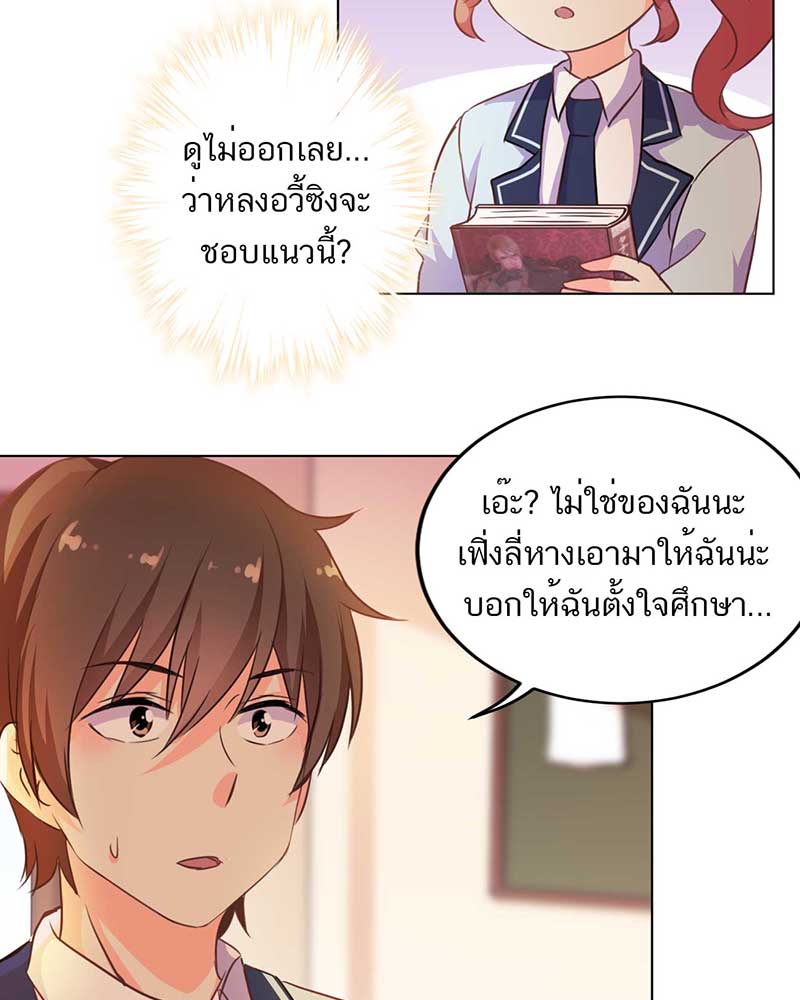 ดูไม่ออกเลย...
ว่าหลงอวี้ซิงจะ
ชอบแนวนี้?
เอ๊ะ? ไม่ใช่ของฉันนะ
เฟิ่งลี่หางเอามาให้ฉันน่ะ
บอกให้ฉันตั้งใจศึกษา...